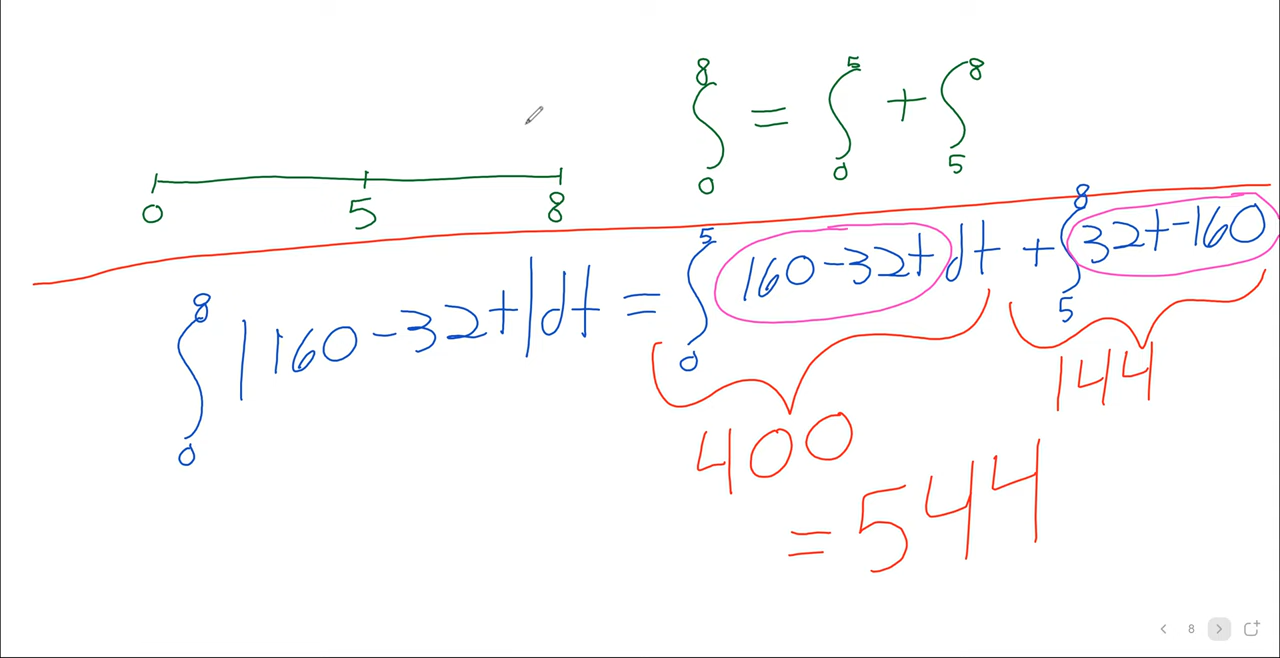 0 5 8
∫₀⁸ = ∫₀⁵ + ∫₅⁸
∫₀⁸ |160-32t|dt = ∫₀⁵ 160-32t dt + ∫₅⁸ 32t-160
400 144
= 544
8